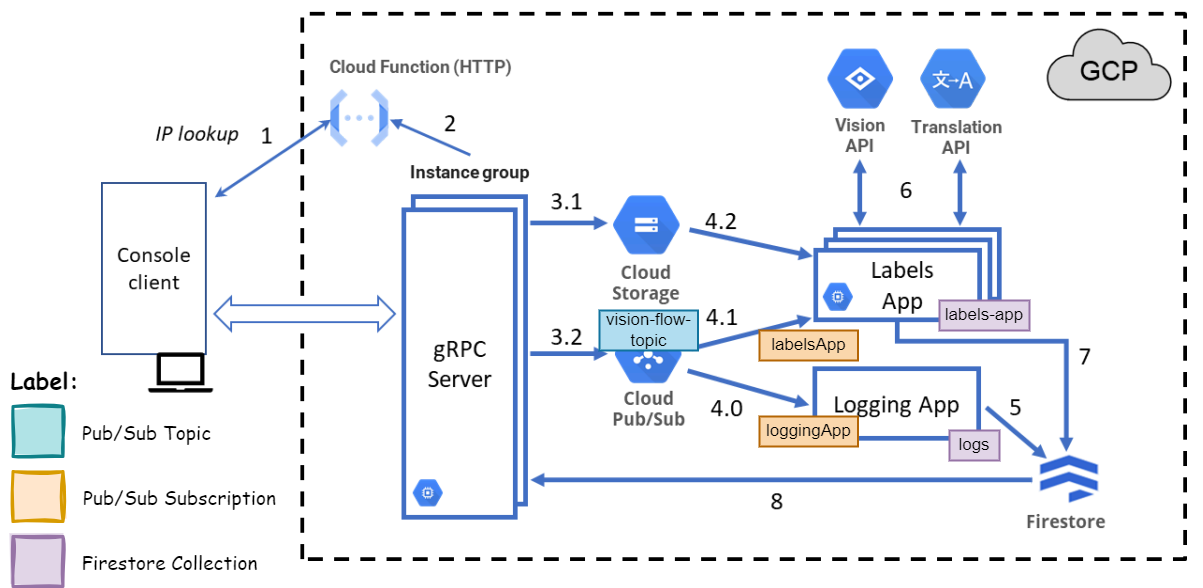 Cloud Function (HTTP)
GCP
IP lookup
1
2
Vision
API
Translation
API
Instance group
3.1
4.2
6
Console
client
Cloud
Storage
Labels
App
labels-app
vision-flow-
topic
4.1
labelsApp
3.2
gRPC
Server
7
Label:
Cloud
Pub/Sub
4.0
Logging App
5
loggingApp
logs
Pub/Sub Topic
Pub/Sub Subscription
8
Firestore
Firestore Collection
文→A